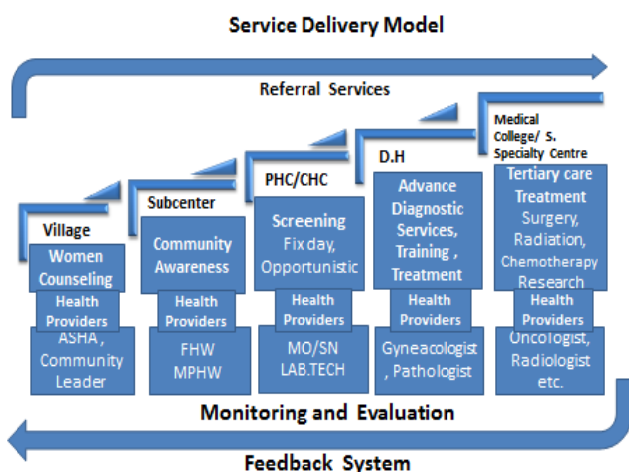 Service Delivery Model
Referral Services
Village
Women
Counseling
Health
Providers
ASHA ,
Community
Leader
Subcenter
Community
Awareness
Health
Providers
FHW
MPHW
PHC/CHC
Screening
Fix day,
Opportunistic
Health
Providers
MO/SN
LAB.TECH
D.H
Advance
Diagnostic
Services,
Training ,
Treatment
Health
Providers
Gyneacologist
, Pathologist
Medical
College/ S.
Specialty Centre
Tertiary care
Treatment
Surgery,
Radiation,
Chemotherapy
Research
Health
Providers
Oncologist,
Radiologist
etc.
Monitoring and Evaluation
Feedback System